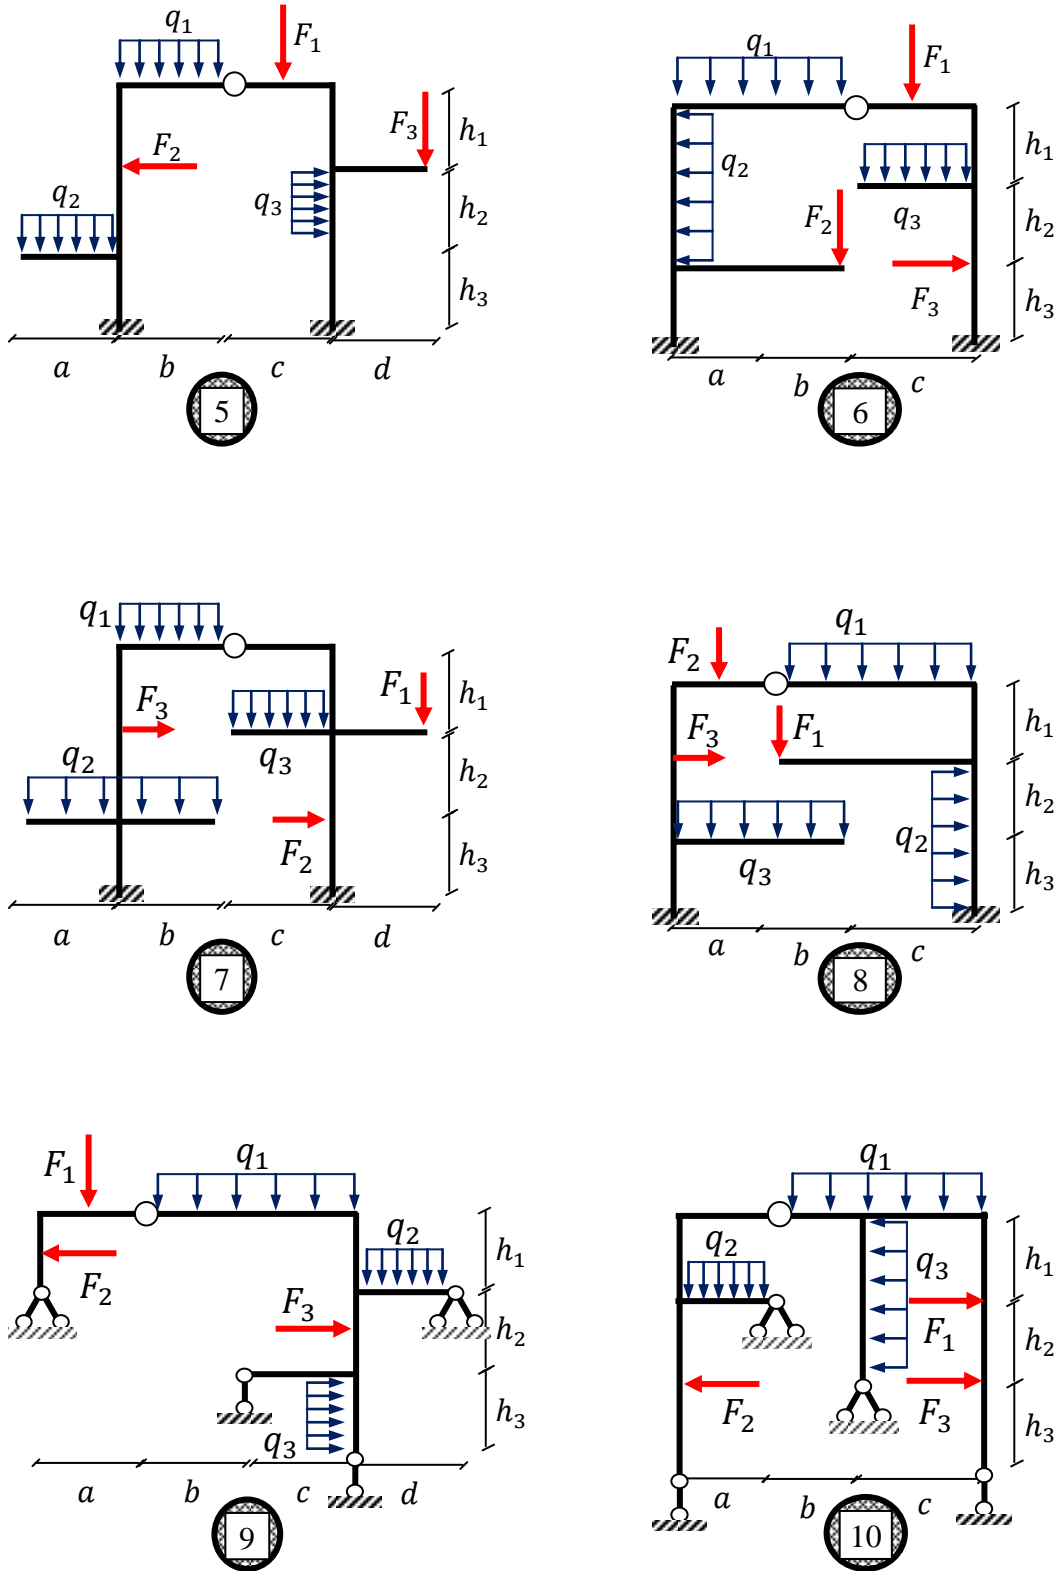 q₁ F₁
F₂ F₃ h₁
q₂ q₃ h₂
h₃
a b c d
5
q₁ F₁
q₂ h₁
F₂ q₃ h₂
F₃ h₃
a b c
6
q₁
F₃ F₁ h₁
q₂ q₃ h₂
F₂ h₃
a b c d
7
F₂ q₁
F₃ F₁ h₁
q₃ q₂ h₂
h₃
a b c
8
F₁ q₁
F₂ q₂ h₁
F₃ h₂
q₃ h₃
a b c d
9
q₁
q₂ q₃ h₁
F₁ h₂
F₂ F₃ h₃
a b c
10